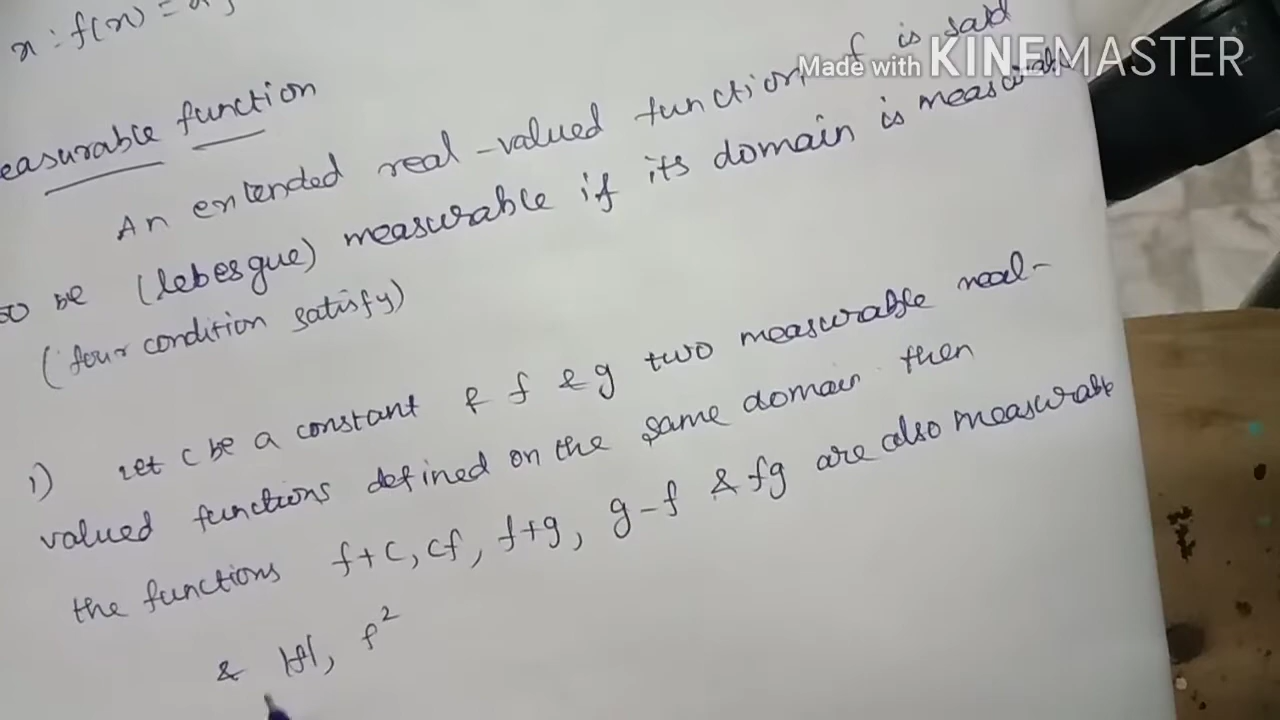 x : f(x) =
Made with KINEMASTER
easurable function
An extended real-valued function f is said
to be (lebesgue) measurable if its domain is measurable
(four condition satisfy)
i) Let c be a constant & f & g two measurable real-
valued functions defined on the same domain then
the functions f+c, cf, f+g, g-f & fg are also measurable
& |f|, f²